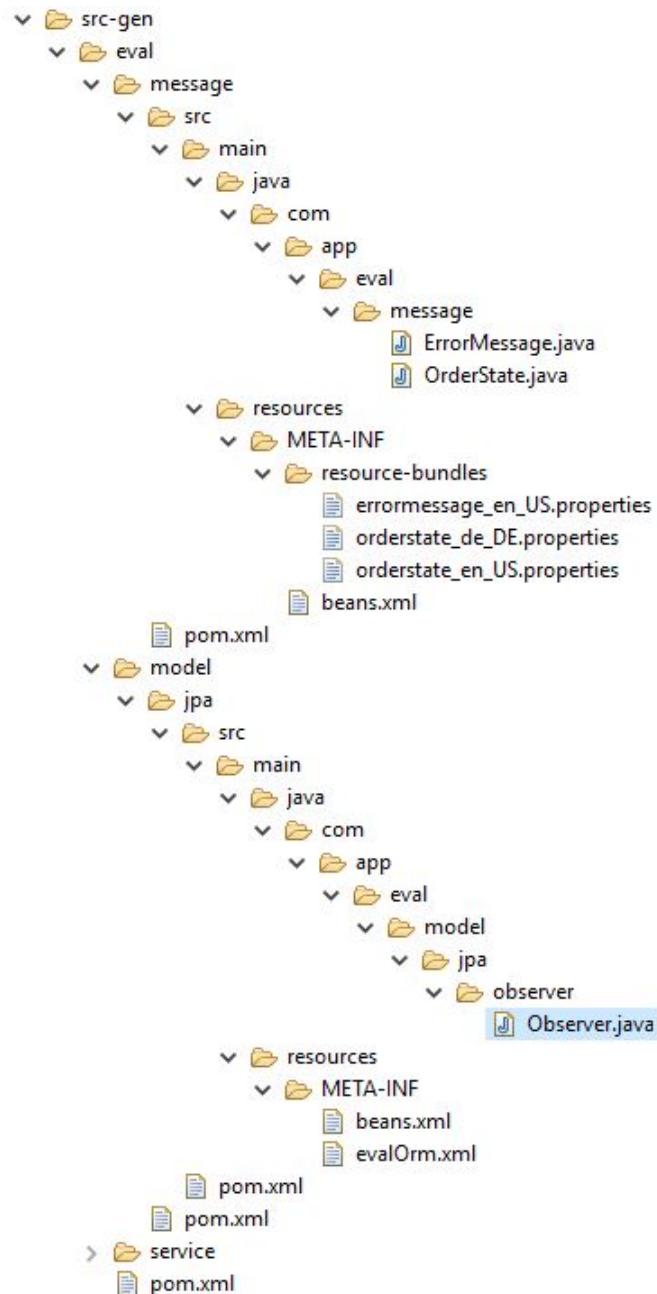 src-gen
eval
message
src
main
java
com
app
eval
message
ErrorMessage.java
OrderState.java
resources
META-INF
resource-bundles
errormessage_en_US.properties
orderstate_de_DE.properties
orderstate_en_US.properties
beans.xml
pom.xml
model
jpa
src
main
java
com
app
eval
model
jpa
observer
Observer.java
resources
META-INF
beans.xml
evalOrm.xml
pom.xml
pom.xml
service
pom.xml